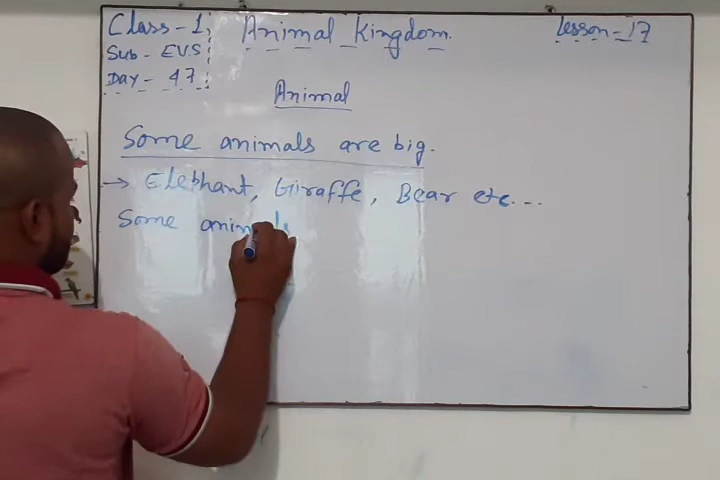 Class - 1, Animal Kingdom. Lesson - 17
Sub - EVS
Day - 47
Animal
Some animals are big.
→ Elephant, Giraffe, Bear etc...
Some animals